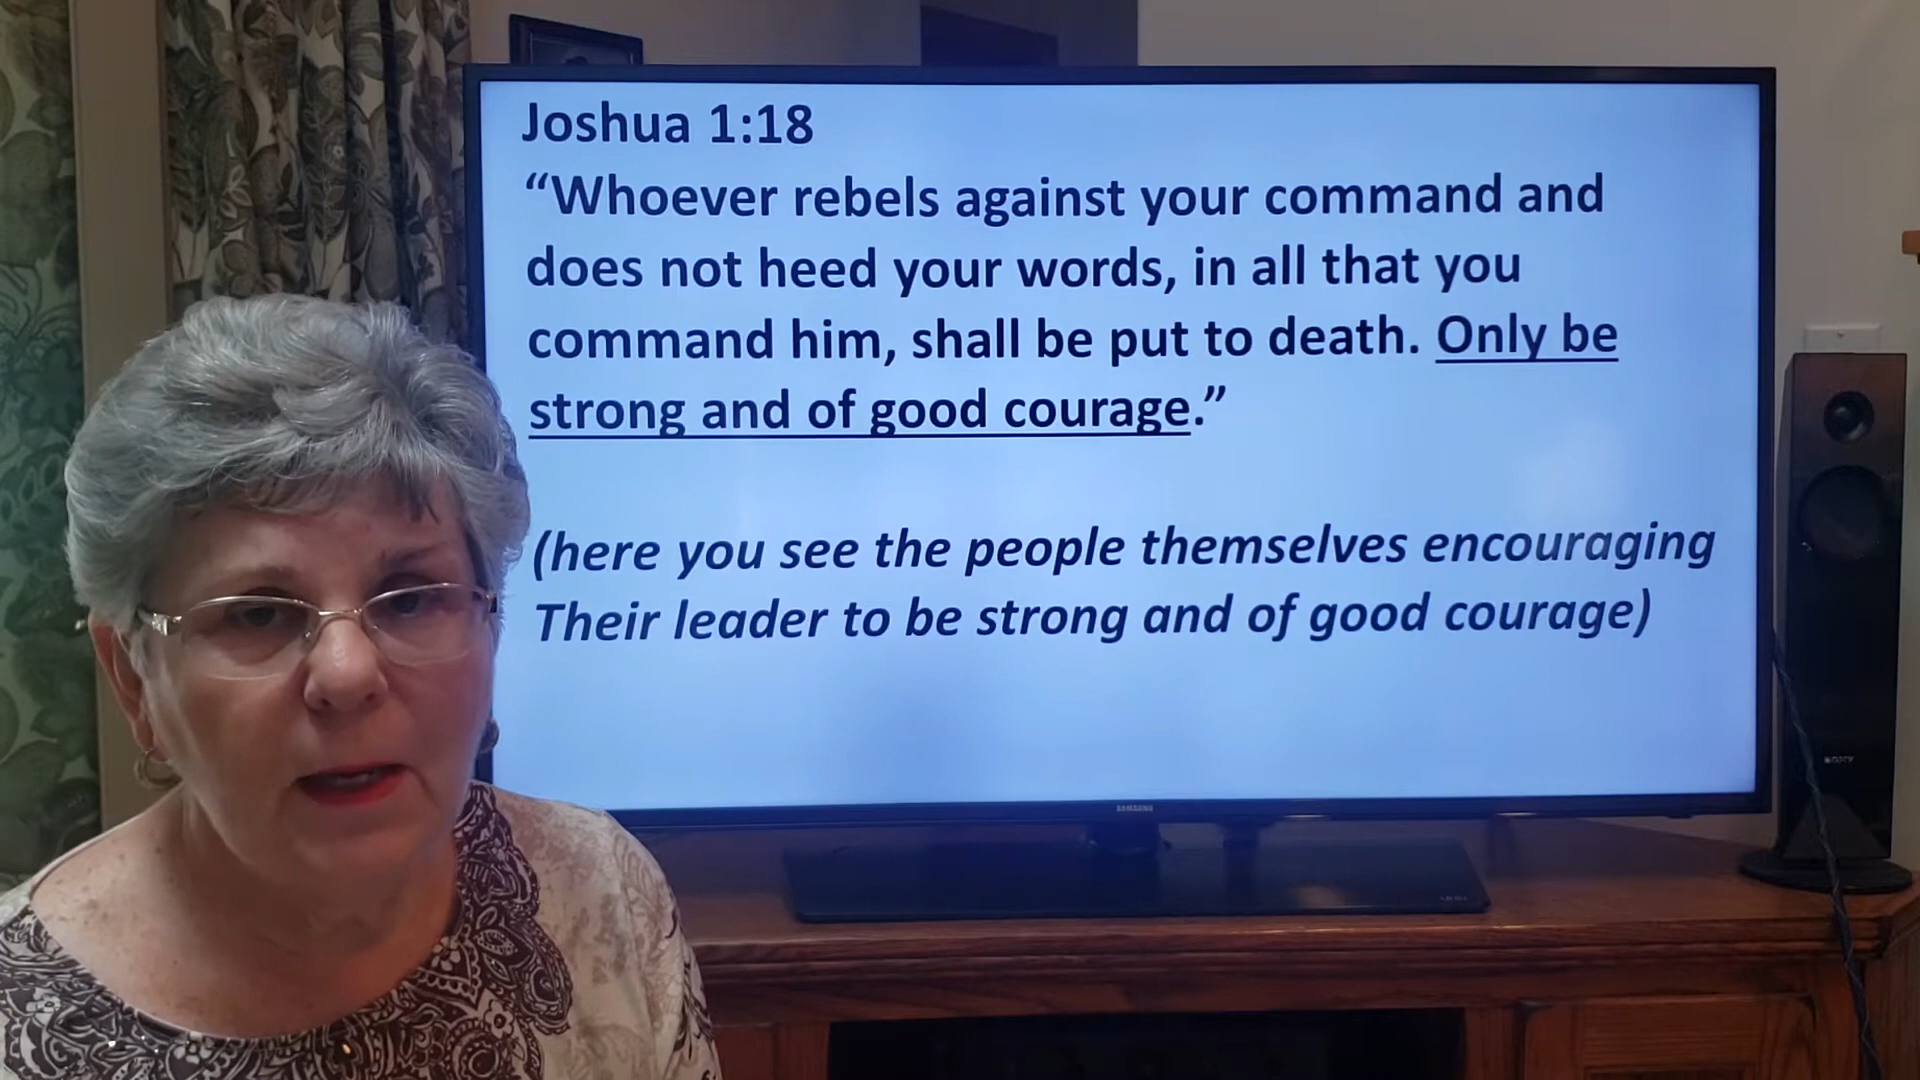 Joshua 1:18
“Whoever rebels against your command and
does not heed your words, in all that you
command him, shall be put to death. Only be
strong and of good courage.”
(here you see the people themselves encouraging
Their leader to be strong and of good courage)
SAMSUNG
SONY